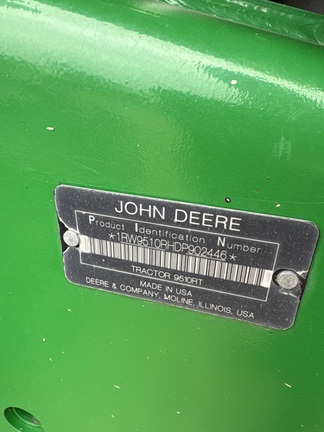 JOHN DEERE
Product Identification Number
*1RW9510RHDP902446*
TRACTOR 9510RT
MADE IN USA
DEERE & COMPANY, MOLINE, ILLINOIS, USA